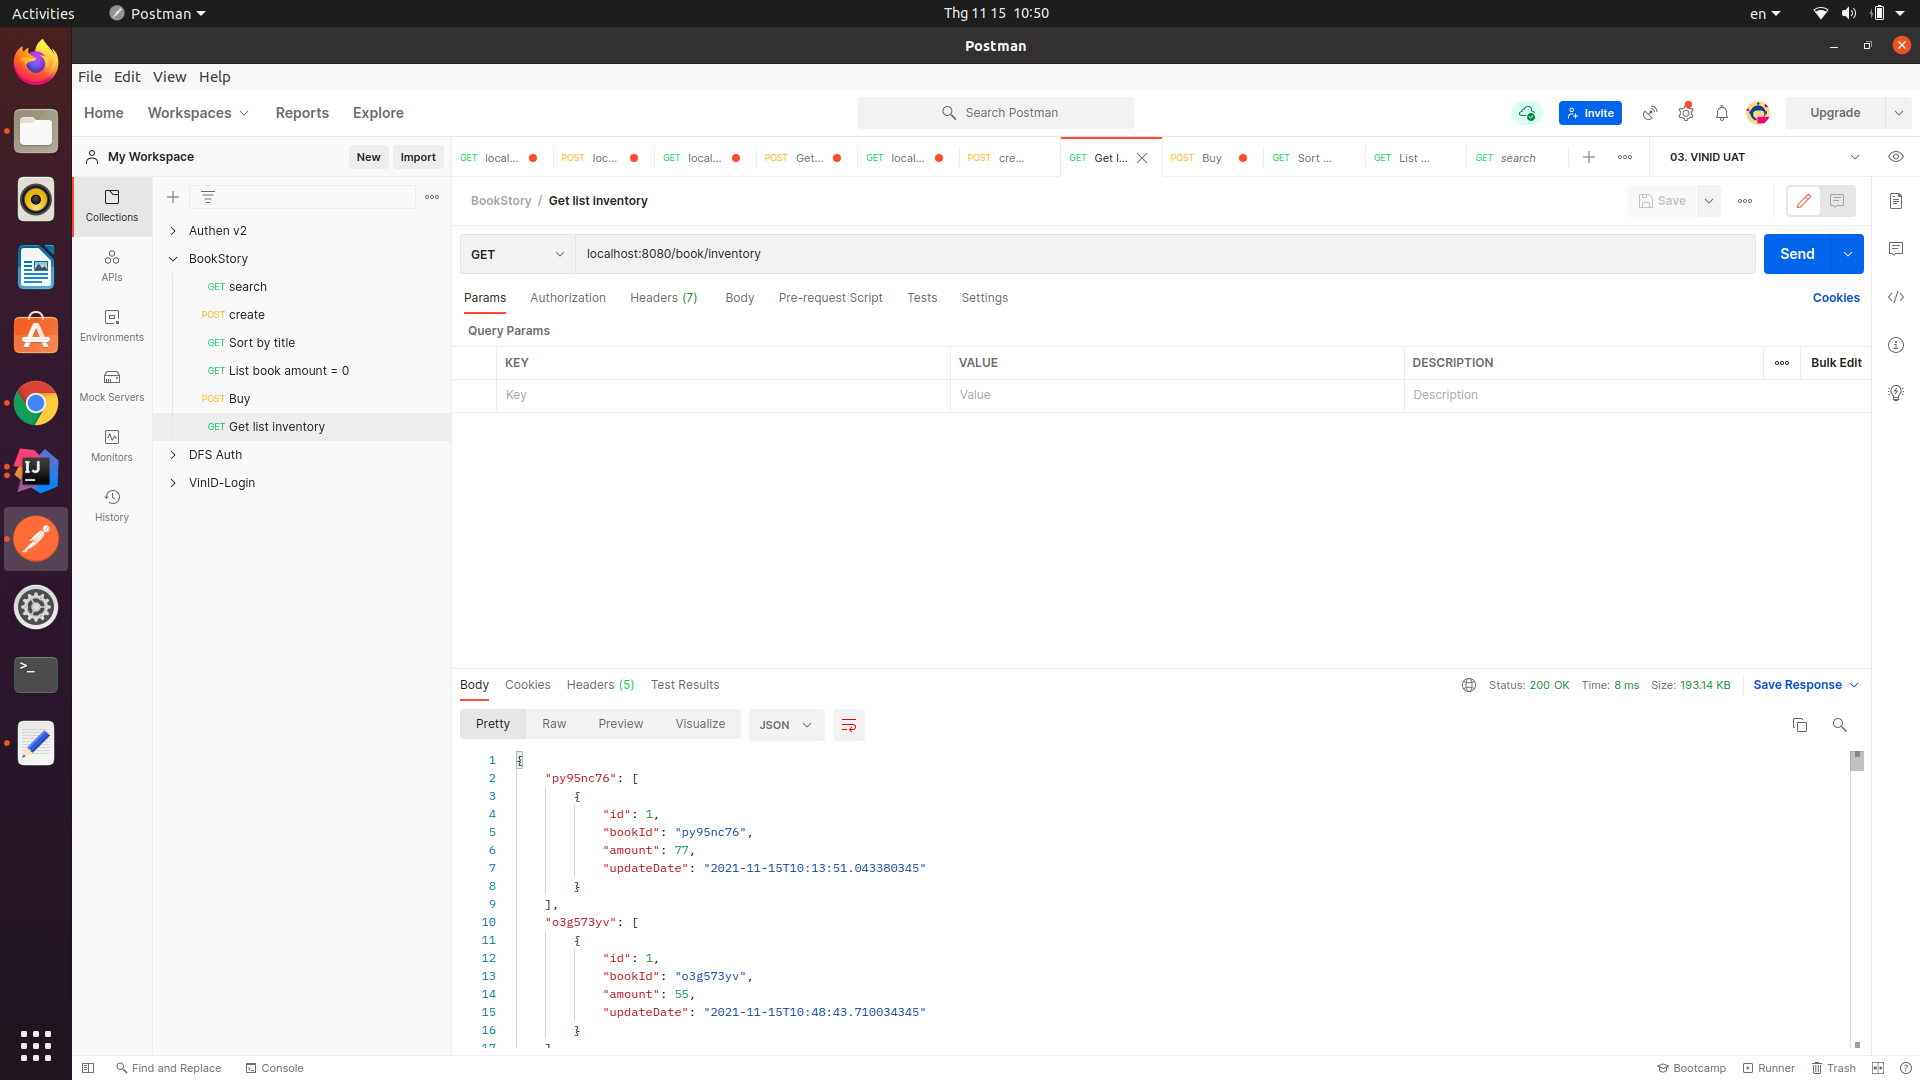 Activities Postman Thg 11 15 10:50 en
Postman
File Edit View Help
Home Workspaces Reports Explore Search Postman Invite Upgrade
My Workspace New Import
GET local... POST loc... GET local... POST Get... GET local... POST cre... GET Get l... POST Buy GET Sort ... GET List ... GET search 03. VINID UAT
Collections
APIs
Environments
Mock Servers
Monitors
History
Authen v2
BookStory
GET search
POST create
GET Sort by title
GET List book amount = 0
POST Buy
GET Get list inventory
DFS Auth
VinID-Login
BookStory / Get list inventory Save
GET localhost:8080/book/inventory Send
Params Authorization Headers (7) Body Pre-request Script Tests Settings Cookies
Query Params
KEY VALUE DESCRIPTION Bulk Edit
Key Value Description
Body Cookies Headers (5) Test Results Status: 200 OK Time: 8 ms Size: 193.14 KB Save Response
Pretty Raw Preview Visualize JSON
1 {
2 "py95nc76": [
3 {
4 "id": 1,
5 "bookId": "py95nc76",
6 "amount": 77,
7 "updateDate": "2021-11-15T10:13:51.043380345"
8 }
9 ],
10 "o3g573yv": [
11 {
12 "id": 1,
13 "bookId": "o3g573yv",
14 "amount": 55,
15 "updateDate": "2021-11-15T10:48:43.710034345"
16 }
17 ]
Find and Replace Console Bootcamp Runner Trash
IJ
>_